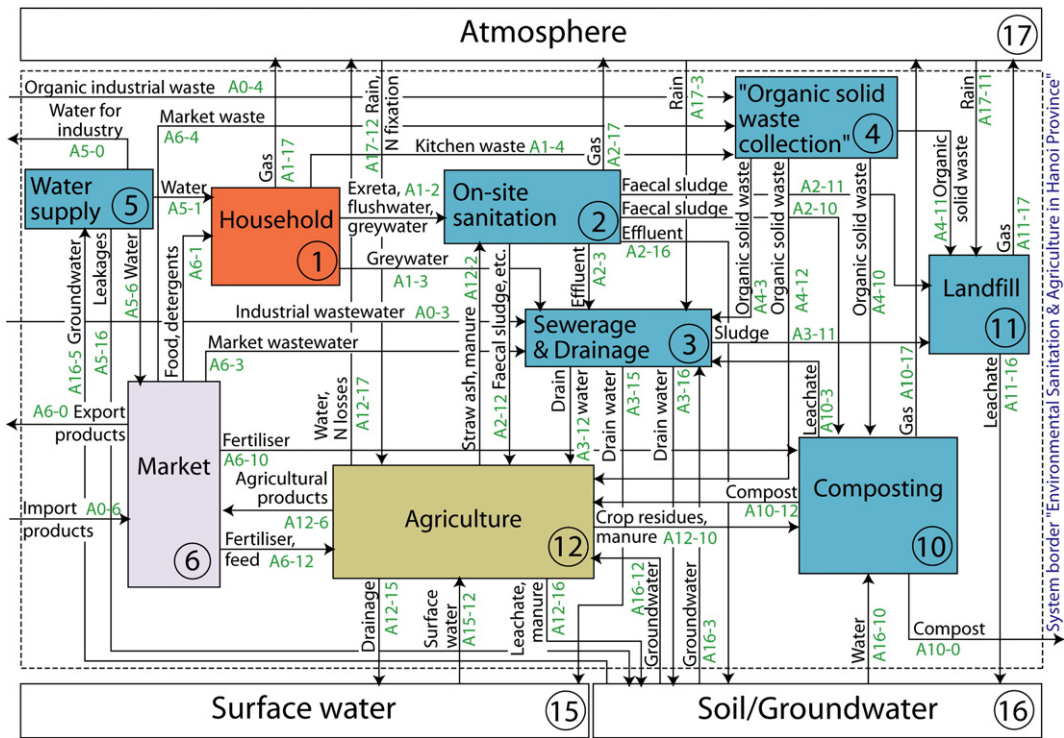 Atmosphere
17
Organic industrial waste A0-4
Water for
industry
A5-0
Market waste
A6-4
Gas
A1-17
Rain,
N fixation
A17-12
Kitchen waste A1-4
Gas
A2-17
Rain
A17-3
"Organic solid
waste
collection"
4
Rain
A17-11
A4-11 Organic
solid waste
Gas
A11-17
Water
supply
5
Water
A5-1
Household
1
Exreta, A1-2
flushwater,
greywater
On-site
sanitation
2
Faecal sludge A2-11
Faecal sludge A2-10
Effluent
A2-16
Greywater
A1-3
Effluent
A2-3
Organic solid waste
A4-3
Organic solid waste
A4-12
Organic solid waste
A4-10
Landfill
11
Groundwater
A16-5
Leakages
A5-16
Water
A5-6
Food, detergents
A6-1
Industrial wastewater A0-3
Market wastewater
A6-3
Sewerage
& Drainage
3
Sludge
A3-11
Water,
N losses
A12-17
Straw ash, manure
A12-2
Faecal sludge, etc.
A2-12
Drain
water
A3-12
Drain water
A3-15
Drain water
A3-16
Leachate
A10-3
Gas
A10-17
Leachate
A11-16
A6-0 Export
products
Market
6
Import A0-6
products
Fertiliser
A6-10
Agricultural
products
A12-6
Fertiliser,
feed A6-12
Agriculture
12
Compost
A10-12
Crop residues,
manure A12-10
Composting
10
Drainage
A12-15
Surface
water
A15-12
Leachate,
manure
A12-16
A16-12
Groundwater
Groundwater
A16-3
Water
A16-10
Compost
A10-0
Surface water
15
Soil/Groundwater
16
System border "Environmental Sanitation & Agriculture in Hanoi Province"